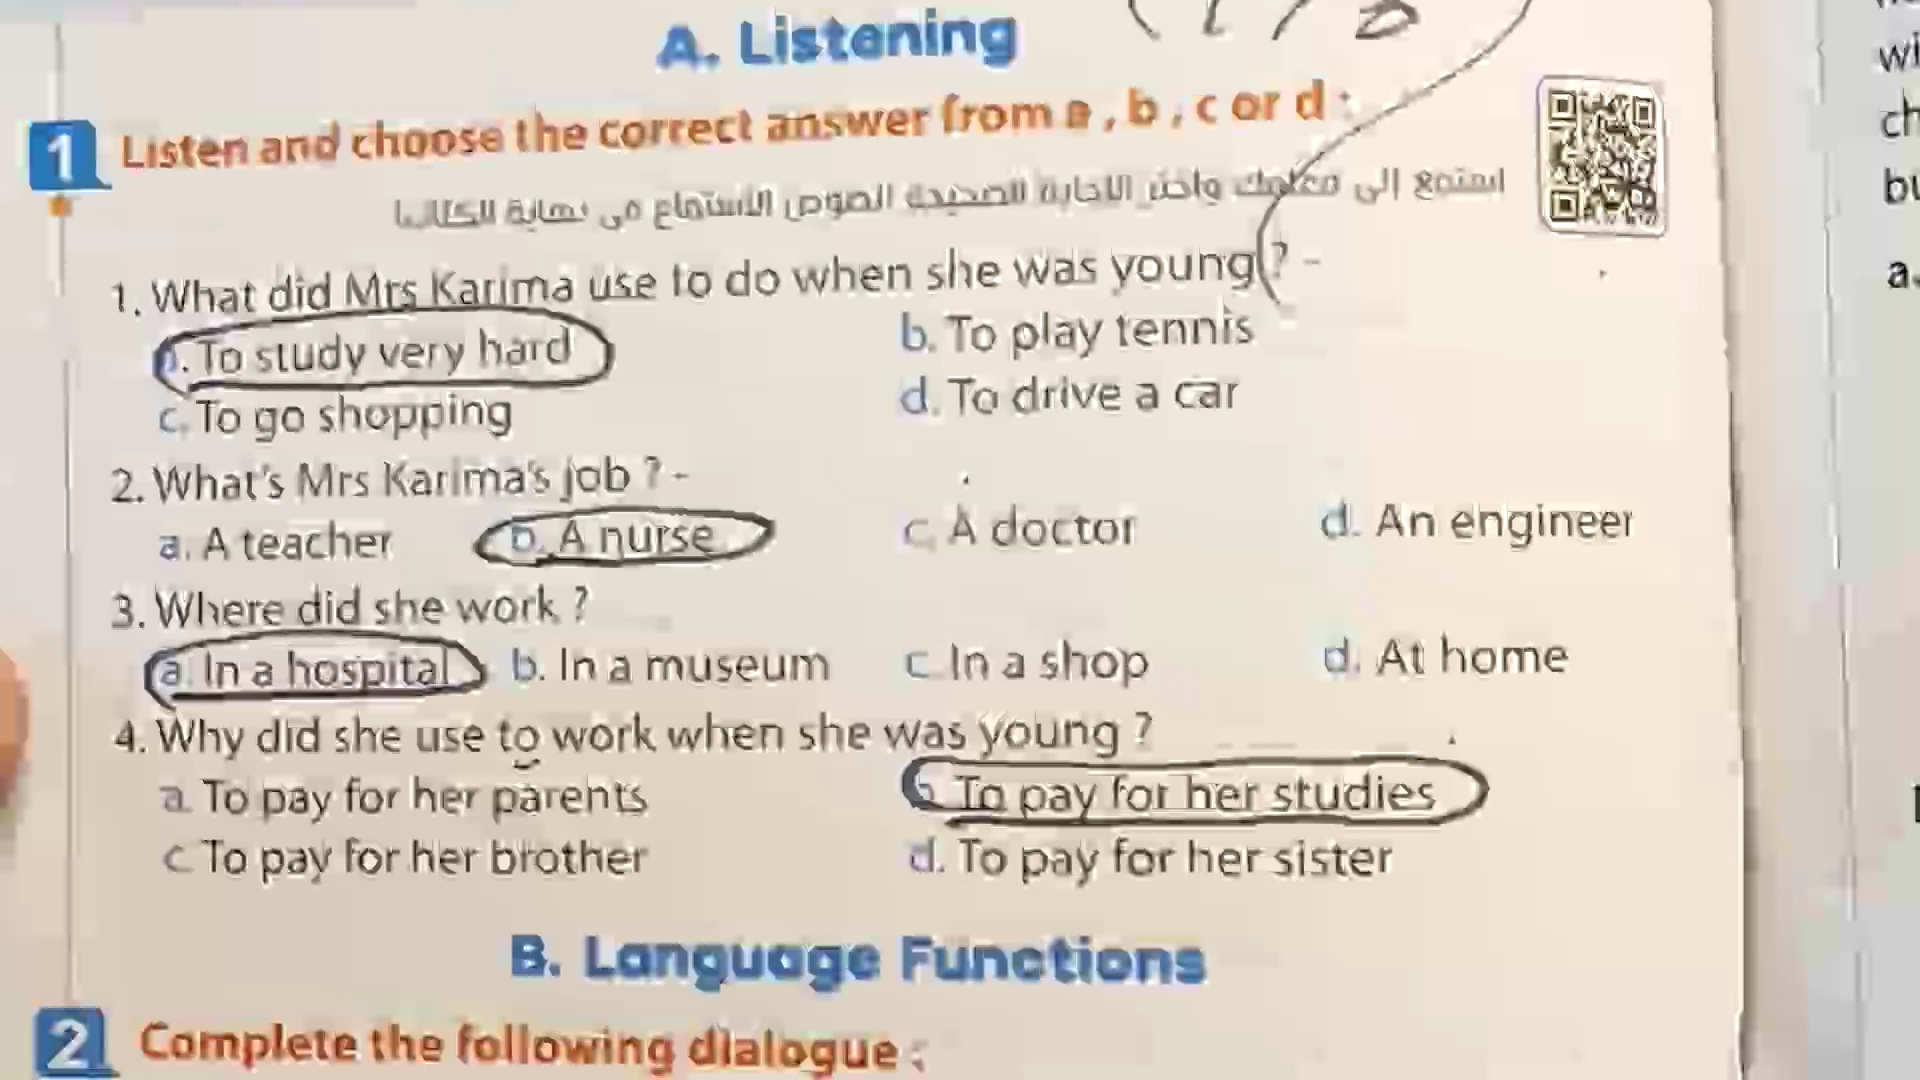 A. Listening
1 Listen and choose the correct answer from a, b, c or d :
استمع إلى معلمك واختر الإجابة الصحيحة النصوص الاستماع في نهاية الكتاب
1. What did Mrs Karima use to do when she was young? -
a. To study very hard b. To play tennis
c. To go shopping d. To drive a car
2. What's Mrs Karima's job ? -
a. A teacher b. A nurse c. A doctor d. An engineer
3. Where did she work ?
a. In a hospital b. In a museum c. In a shop d. At home
4. Why did she use to work when she was young ?
a. To pay for her parents b. To pay for her studies
c. To pay for her brother d. To pay for her sister
B. Language Functions
2 Complete the following dialogue :